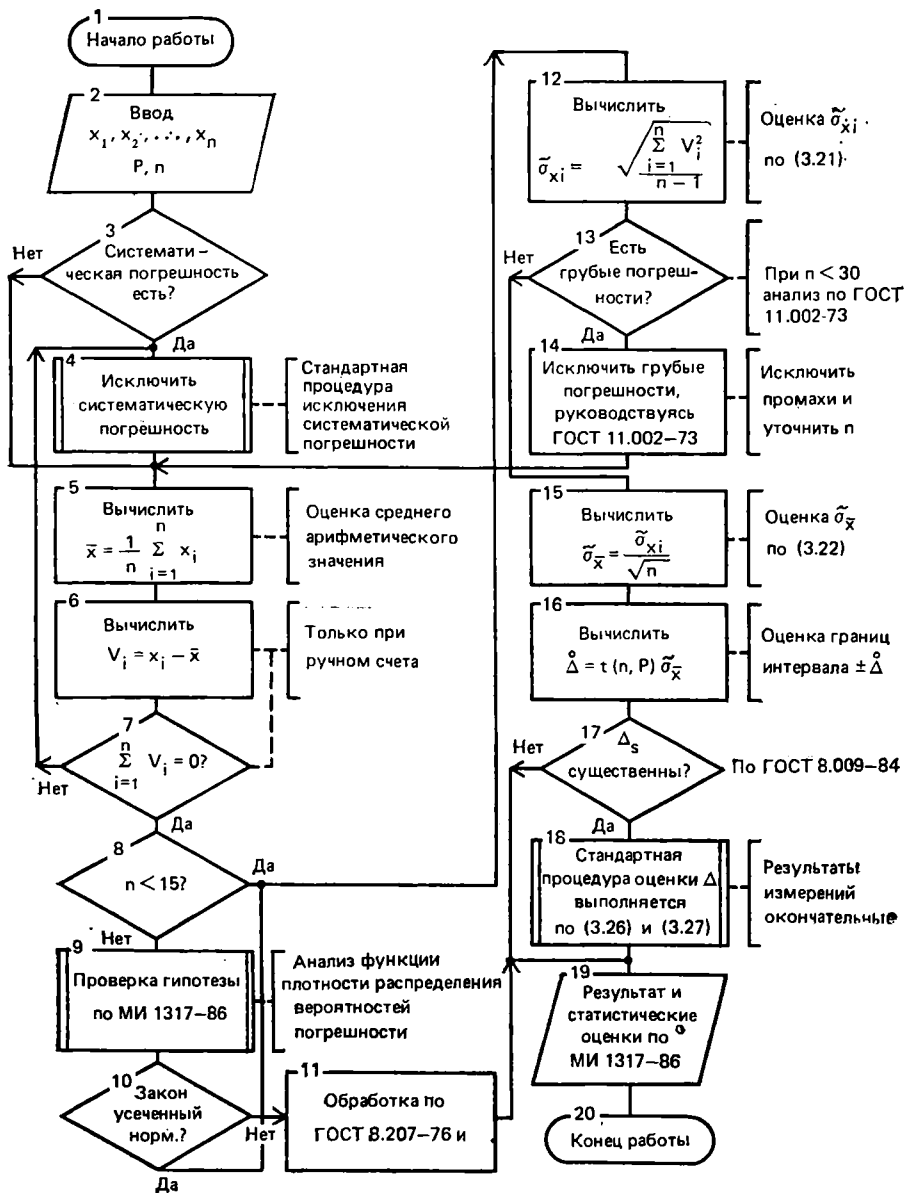 1
Начало работы
2
Ввод
x₁, x₂, . . . , xₙ
P, n
3
Системати-
ческая погрешность
есть?
Нет
Да
4
Исключить
систематическую
погрешность
Стандартная
процедура
исключения
систематической
погрешности
5
Вычислить
x̄ = 1/n Σⁿᵢ₌₁ xᵢ
Оценка среднего
арифметического
значения
6
Вычислить
Vᵢ = xᵢ – x̄
Только при
ручном счета
7
Σⁿᵢ₌₁ Vᵢ = 0?
Нет
Да
8
n < 15?
Да
Нет
9
Проверка гипотезы
по МИ 1317–86
Анализ функции
плотности распределения
вероятностей
погрешности
10
Закон
усеченный
норм.?
Нет
Да
11
Обработка по
ГОСТ 8.207–76 и
12
Вычислить
σ̃xi = √(Σⁿᵢ₌₁ Vᵢ² / n – 1)
Оценка σ̃xi
по (3.21)
13
Есть
грубые погреш-
ности?
Нет
Да
При n < 30
анализ по ГОСТ
11.002-73
14
Исключить грубые
погрешности,
руководствуясь
ГОСТ 11.002–73
Исключить
промахи и
уточнить n
15
Вычислить
σ̃x̄ = σ̃xi / √n
Оценка σ̃x̄
по (3.22)
16
Вычислить
Δ̊ = t (n, P) σ̃x̄
Оценка границ
интервала ± Δ̊
17
Δs
существенны?
Нет
Да
По ГОСТ 8.009–84
18
Стандартная
процедура оценки Δ
выполняется
по (3.26) и (3.27)
Результаты
измерений
окончательные
19
Результат и
статистические
оценки по
МИ 1317–86
20
Конец работы